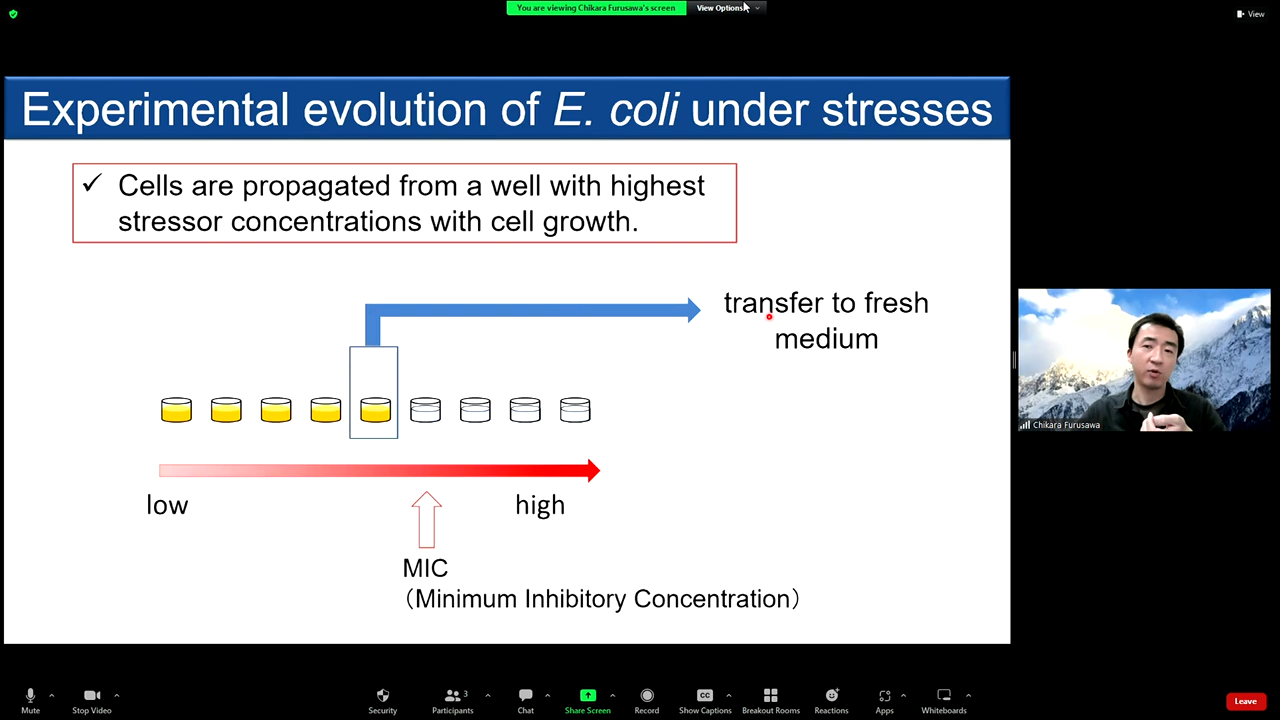 You are viewing Chikara Furusawa's screen
View Options
View
Experimental evolution of E. coli under stresses
✓ Cells are propagated from a well with highest
stressor concentrations with cell growth.
transfer to fresh
medium
low
high
MIC
（Minimum Inhibitory Concentration）
Chikara Furusawa
Mute
Stop Video
Security
3
Participants
Chat
Share Screen
Record
CC
Show Captions
Breakout Rooms
Reactions
Apps
Whiteboards
Leave